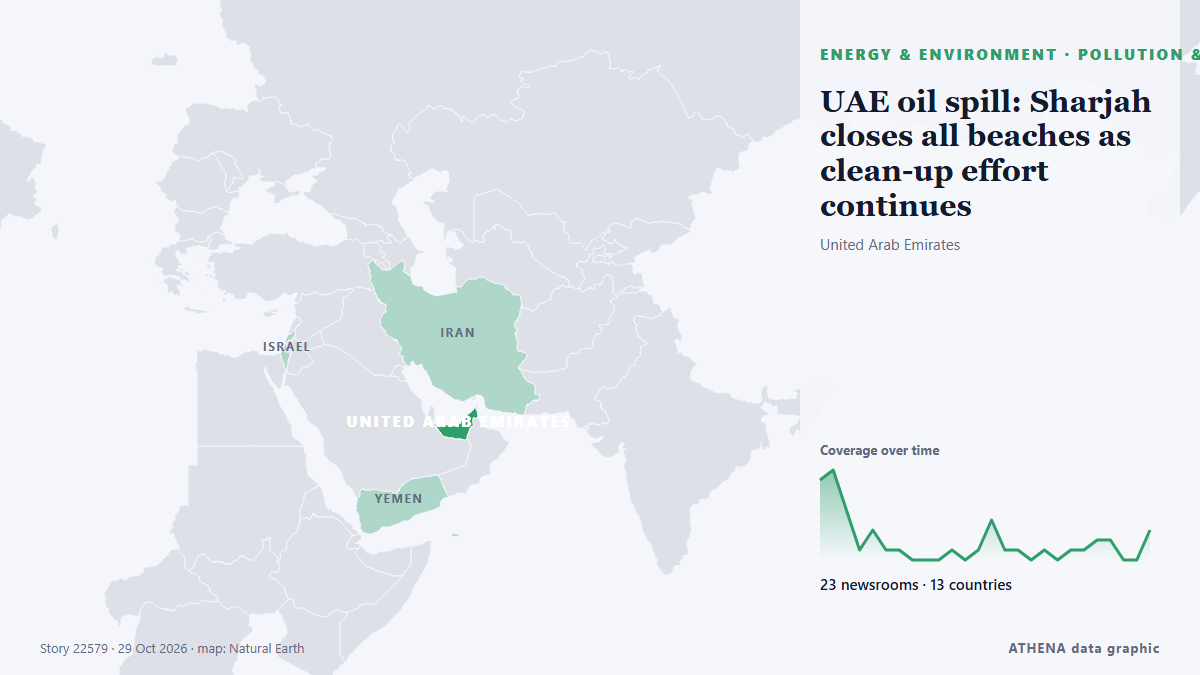 ENERGY & ENVIRONMENT · POLLUTION &
UAE oil spill: Sharjah
closes all beaches as
clean-up effort
continues
United Arab Emirates
IRAN
ISRAEL
UNITED ARAB EMIRATES
YEMEN
Coverage over time
23 newsrooms · 13 countries
Story 22579 · 29 Oct 2026 · map: Natural Earth
ATHENA data graphic